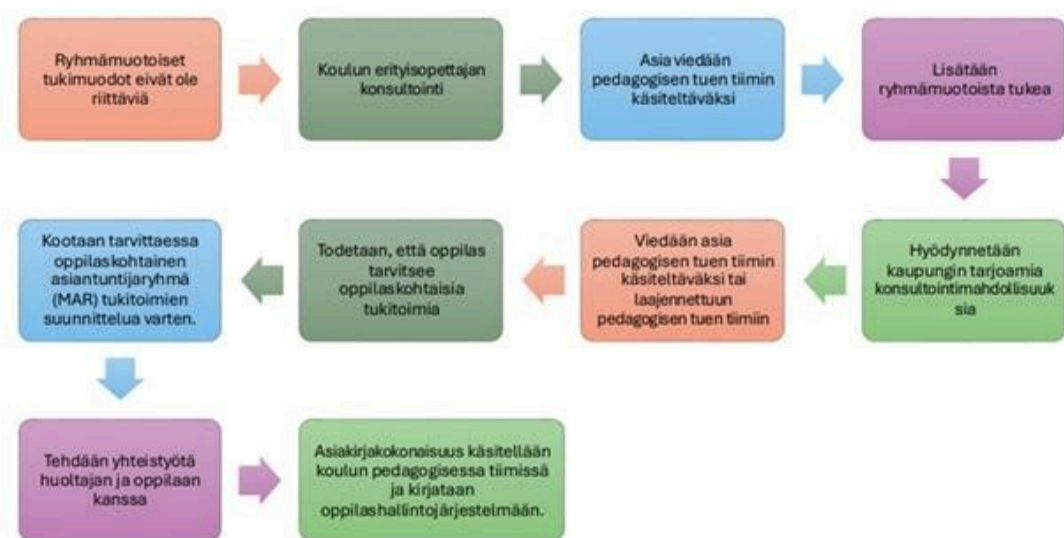 Ryhmämuotoiset
tukimuodot eivät ole
riittäviä
Koulun erityisopettajan
konsultointi
Asia viedään
pedagogisen tuen tiimin
käsiteltäväksi
Lisätään
ryhmämuotoista tukea
Hyödynnetään
kaupungin tarjoamia
konsultointimahdollisuuk
sia
Viedään asia
pedagogisen tuen tiimin
käsiteltäväksi tai
laajennettuun
pedagogisen tuen tiimiin
Todetaan, että oppilas
tarvitsee
oppilaskohtaisia
tukitoimia
Kootaan tarvittaessa
oppilaskohtainen
asiantuntijaryhmä
(MAR) tukitoimien
suunnittelua varten.
Tehdään yhteistyötä
huoltajan ja oppilaan
kanssa
Asiakirjakokonaisuus käsitellään
koulun pedagogisessa tiimissä
ja kirjataan
oppilashallintojärjestelmään.